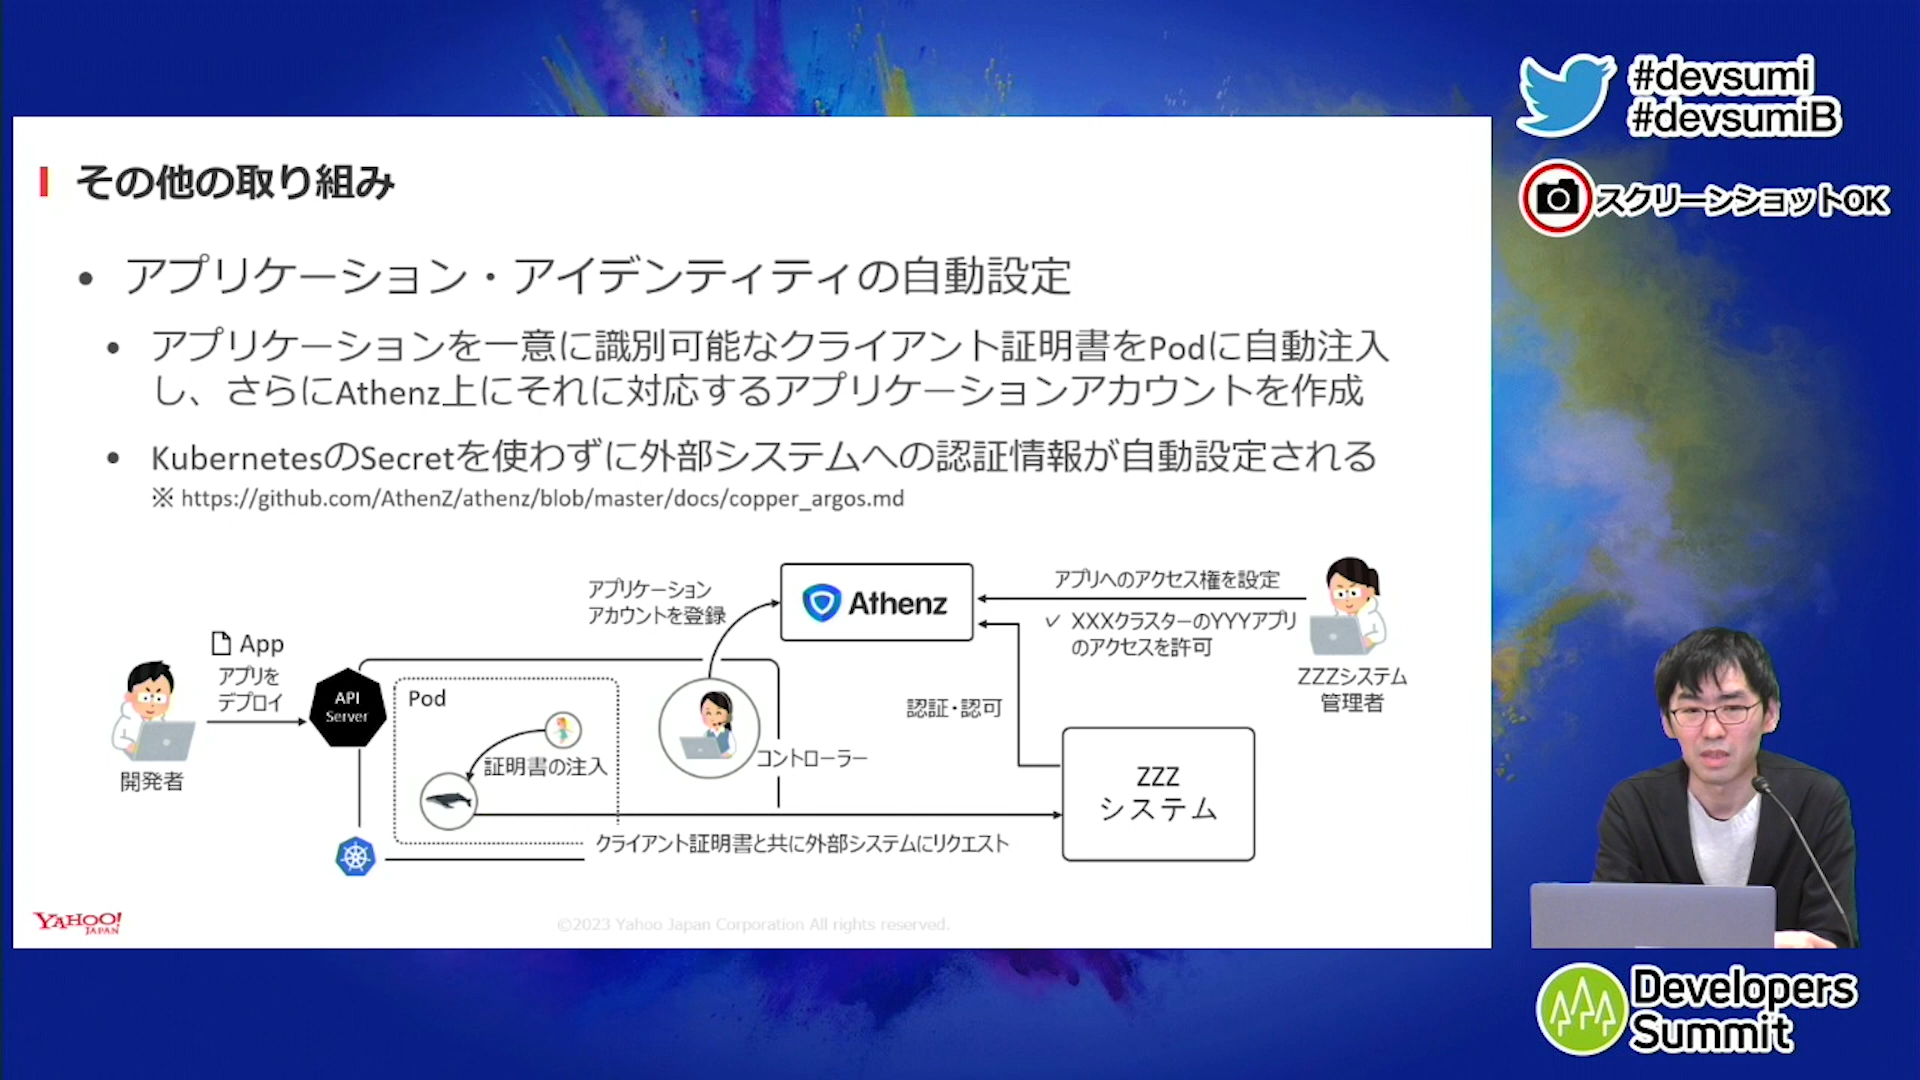 #devsumi
#devsumiB
スクリーンショットOK
その他の取り組み
• アプリケーション・アイデンティティの自動設定
• アプリケーションを一意に識別可能なクライアント証明書をPodに自動注入
し、さらにAthenz上にそれに対応するアプリケーションアカウントを作成
• KubernetesのSecretを使わずに外部システムへの認証情報が自動設定される
※ https://github.com/AthenZ/athenz/blob/master/docs/copper_argos.md
アプリケーション
アカウントを登録
Athenz
アプリへのアクセス権を設定
✓ XXXクラスターのYYYアプリ
のアクセスを許可
ZZZシステム
管理者
App
アプリを
デプロイ
開発者
API
Server
Pod
証明書の注入
コントローラー
認証・認可
ZZZ
システム
クライアント証明書と共に外部システムにリクエスト
YAHOO!
JAPAN
©2023 Yahoo Japan Corporation All rights reserved.
Developers
Summit